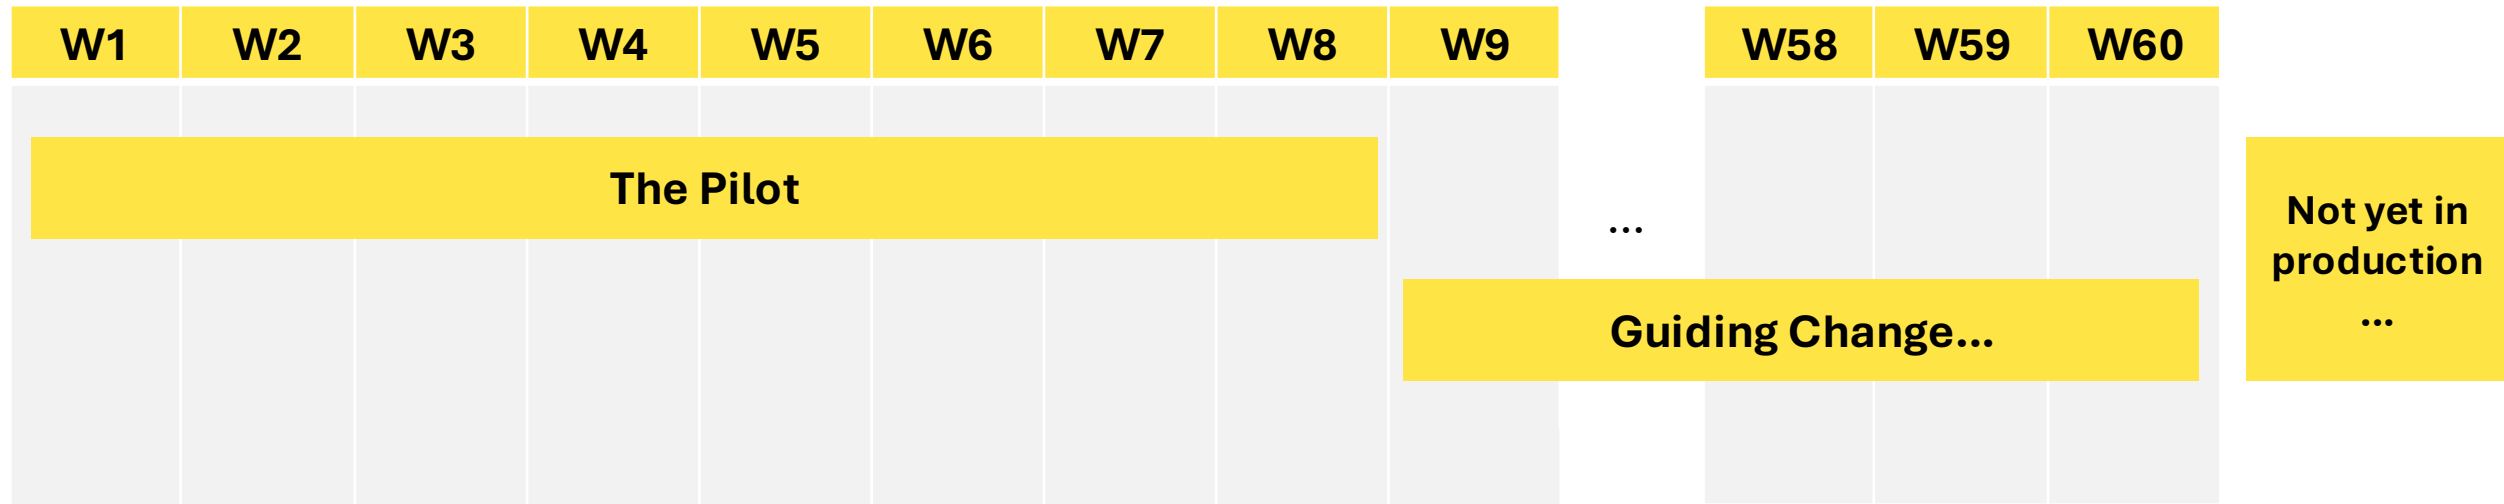 W1 W2 W3 W4 W5 W6 W7 W8 W9 W58 W59 W60
The Pilot
...
Guiding Change...
Not yet in
production
...